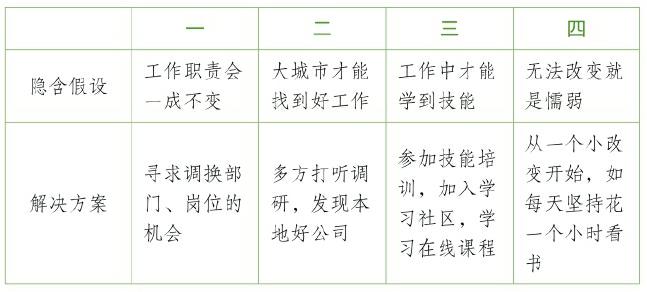 一 二 三 四
隐含假设
工作职责会
一成不变
大城市才能
找到好工作
工作中才能
学到技能
无法改变就
是懦弱
解决方案
寻求调换部
门、岗位的
机会
多方打听调
研，发现本
地好公司
参加技能培
训，加入学
习社区，学
习在线课程
从一个小改
变开始，如
每天坚持花
一个小时看
书